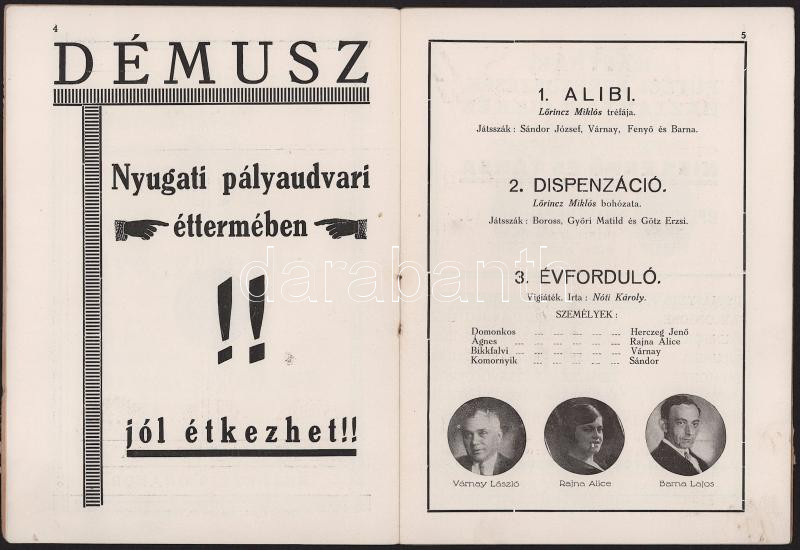 4
DÉMUSZ
Nyugati pályaudvari
éttermében
!!
jól étkezhet!!
5
1. ALIBI.
Lőrincz Miklós tréfája.
Játsszák : Sándor József, Várnay, Fenyő és Barna.
2. DISPENZÁCIÓ.
Lőrincz Miklós bohózata.
Játsszák : Boross, Győri Matild és Götz Erzsi.
3. ÉVFORDULÓ.
Vigjáték. Irta : Nóti Károly.
SZEMÉLYEK :
Domonkos ... ... ... ... ... ... Herczeg Jenő
Ágnes ... ... ... ... ... ... Rajna Alice
Bikkfalvi ... ... ... ... ... ... Várnay
Komornyik ... ... ... ... ... ... Sándor
Várnay László
Rajna Alice
Barna Lajos
darabanth